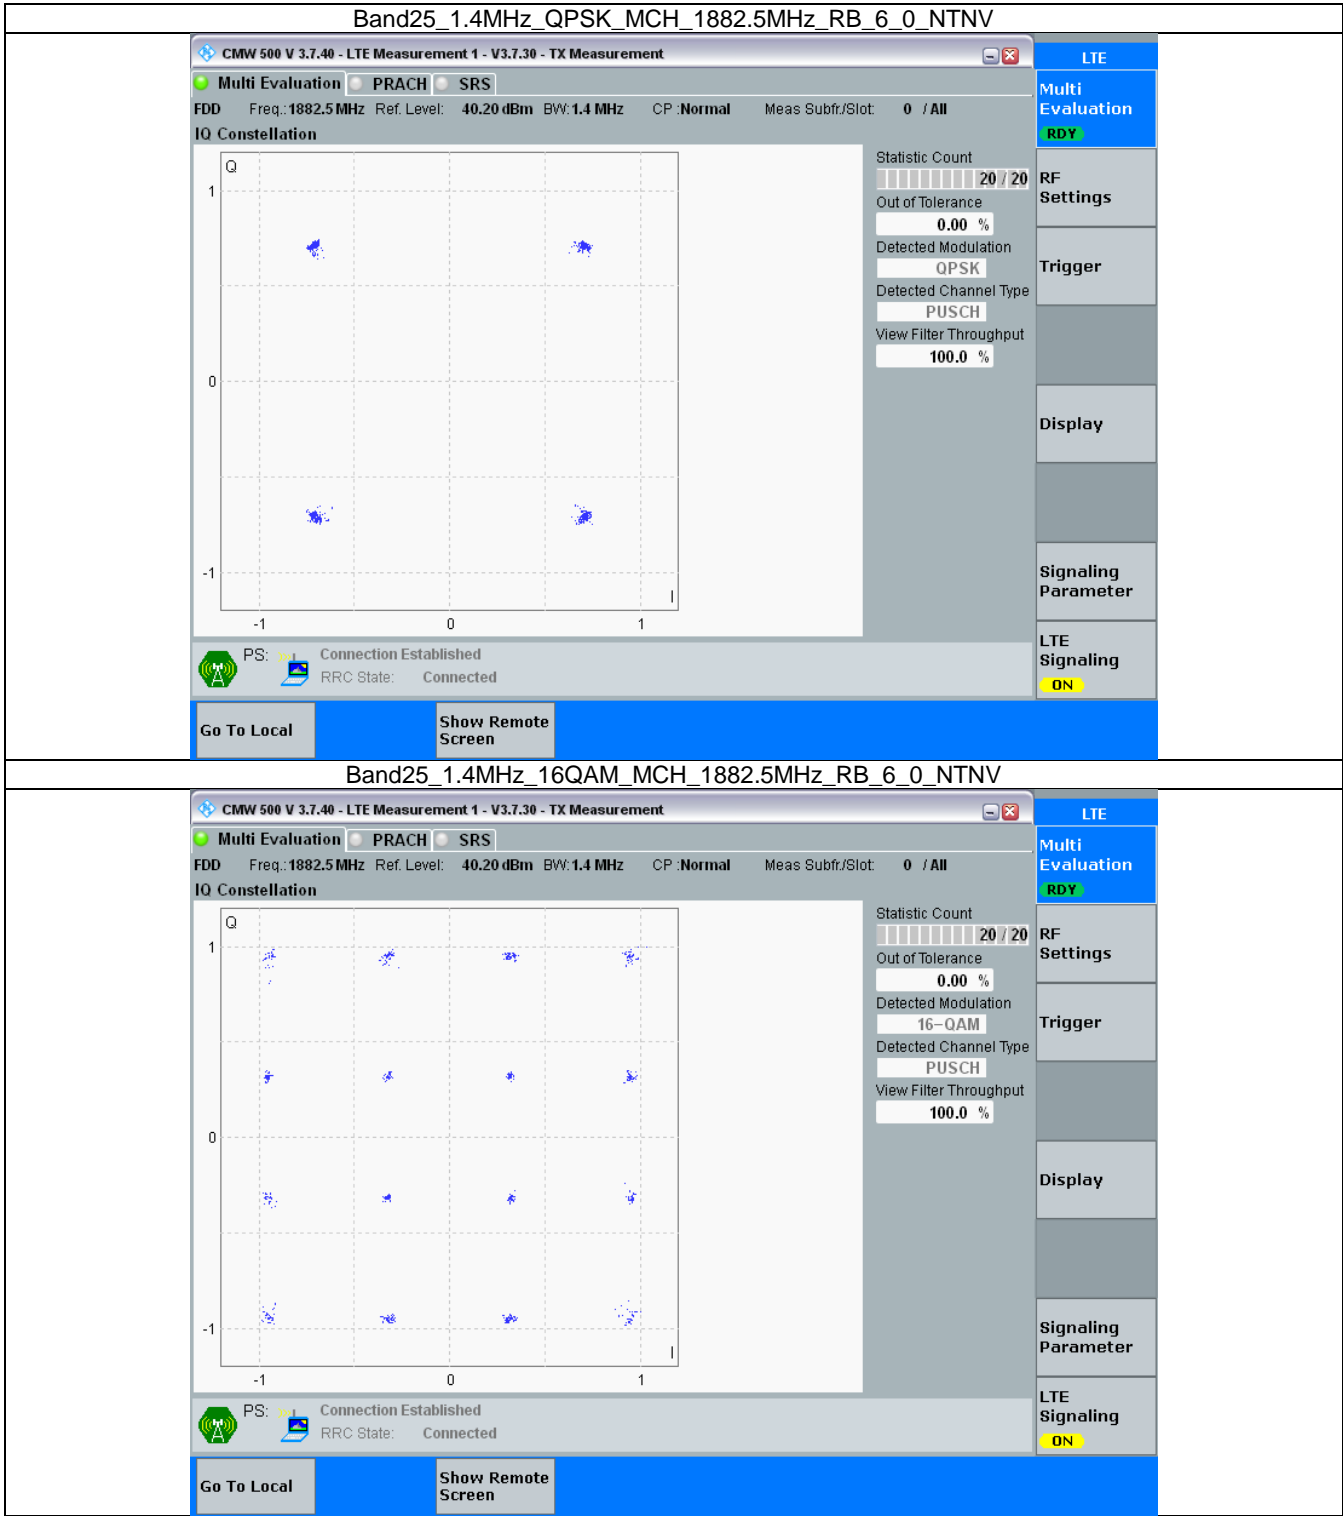 Band25_1.4MHz_QPSK_MCH_1882.5MHz_RB_6_0_NTNV
CMW 500 V 3.7.40 - LTE Measurement 1 - V3.7.30 - TX Measurement
LTE
Multi Evaluation PRACH SRS
Multi
Evaluation
RDY
FDD Freq.: 1882.5 MHz Ref. Level: 40.20 dBm BW: 1.4 MHz CP : Normal Meas Subfr./Slot: 0 / All
IQ Constellation
Q
1
0
-1
I
-1 0 1
Statistic Count
20 / 20
Out of Tolerance
0.00 %
Detected Modulation
QPSK
Detected Channel Type
PUSCH
View Filter Throughput
100.0 %
RF
Settings
Trigger
Display
Signaling
Parameter
LTE
Signaling
ON
PS: Connection Established
RRC State: Connected
Go To Local
Show Remote
Screen
Band25_1.4MHz_16QAM_MCH_1882.5MHz_RB_6_0_NTNV
CMW 500 V 3.7.40 - LTE Measurement 1 - V3.7.30 - TX Measurement
LTE
Multi Evaluation PRACH SRS
Multi
Evaluation
RDY
FDD Freq.: 1882.5 MHz Ref. Level: 40.20 dBm BW: 1.4 MHz CP : Normal Meas Subfr./Slot: 0 / All
IQ Constellation
Q
1
0
-1
I
-1 0 1
Statistic Count
20 / 20
Out of Tolerance
0.00 %
Detected Modulation
16-QAM
Detected Channel Type
PUSCH
View Filter Throughput
100.0 %
RF
Settings
Trigger
Display
Signaling
Parameter
LTE
Signaling
ON
PS: Connection Established
RRC State: Connected
Go To Local
Show Remote
Screen